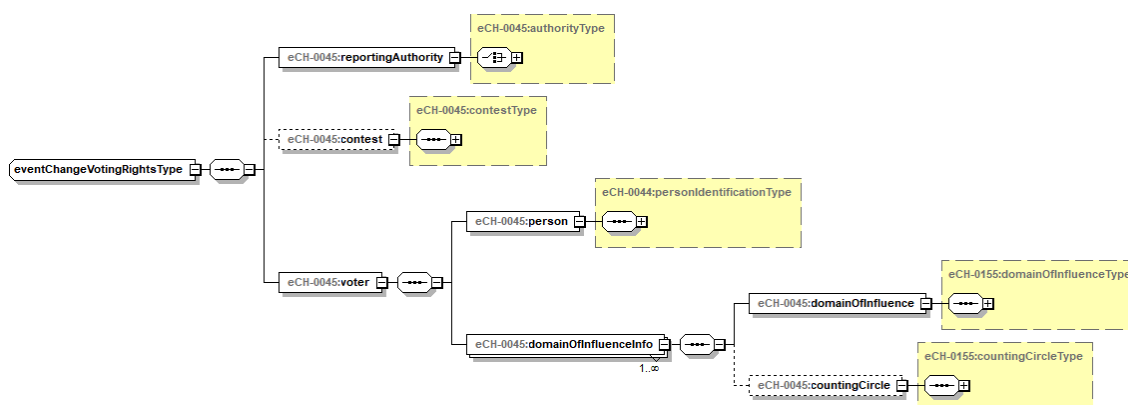 eCH-0045:authorityType
eCH-0045:reportingAuthority
eCH-0045:contestType
eCH-0045:contest
eventChangeVotingRightsType
eCH-0044:personIdentificationType
eCH-0045:person
eCH-0045:voter
eCH-0155:domainOfInfluenceType
eCH-0045:domainOfInfluence
eCH-0045:domainOfInfluenceInfo
1..∞
eCH-0155:countingCircleType
eCH-0045:countingCircle